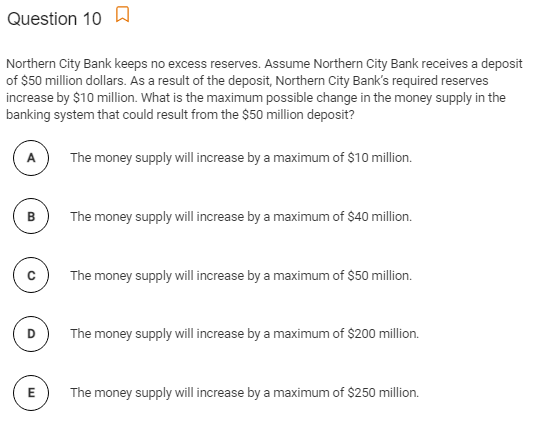 Question 10
Northern City Bank keeps no excess reserves. Assume Northern City Bank receives a deposit
of $50 million dollars. As a result of the deposit, Northern City Bank's required reserves
increase by $10 million. What is the maximum possible change in the money supply in the
banking system that could result from the $50 million deposit?
A The money supply will increase by a maximum of $10 million.
B The money supply will increase by a maximum of $40 million.
C The money supply will increase by a maximum of $50 million.
D The money supply will increase by a maximum of $200 million.
E The money supply will increase by a maximum of $250 million.